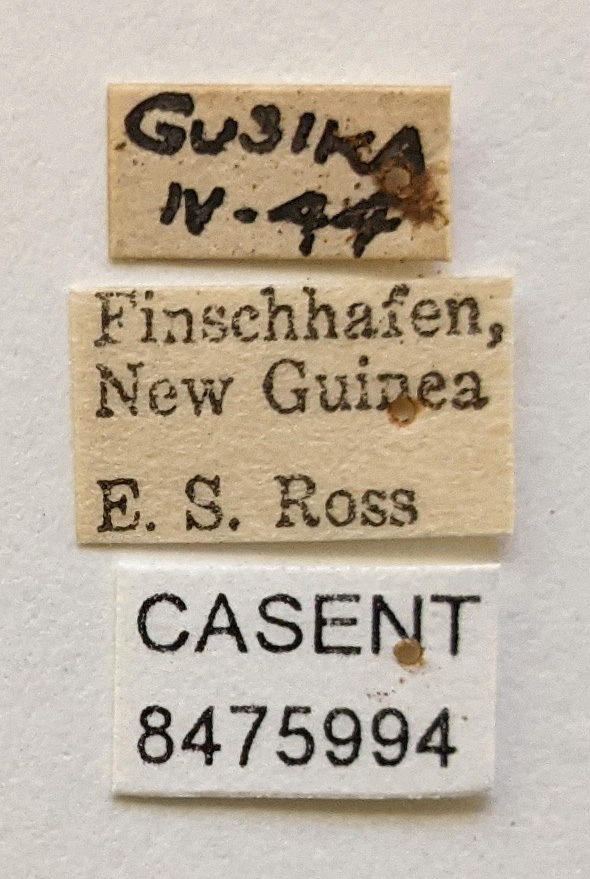 GUSIKA
IV-44
Finschhafen,
New Guinea
E. S. Ross
CASENT
8475994